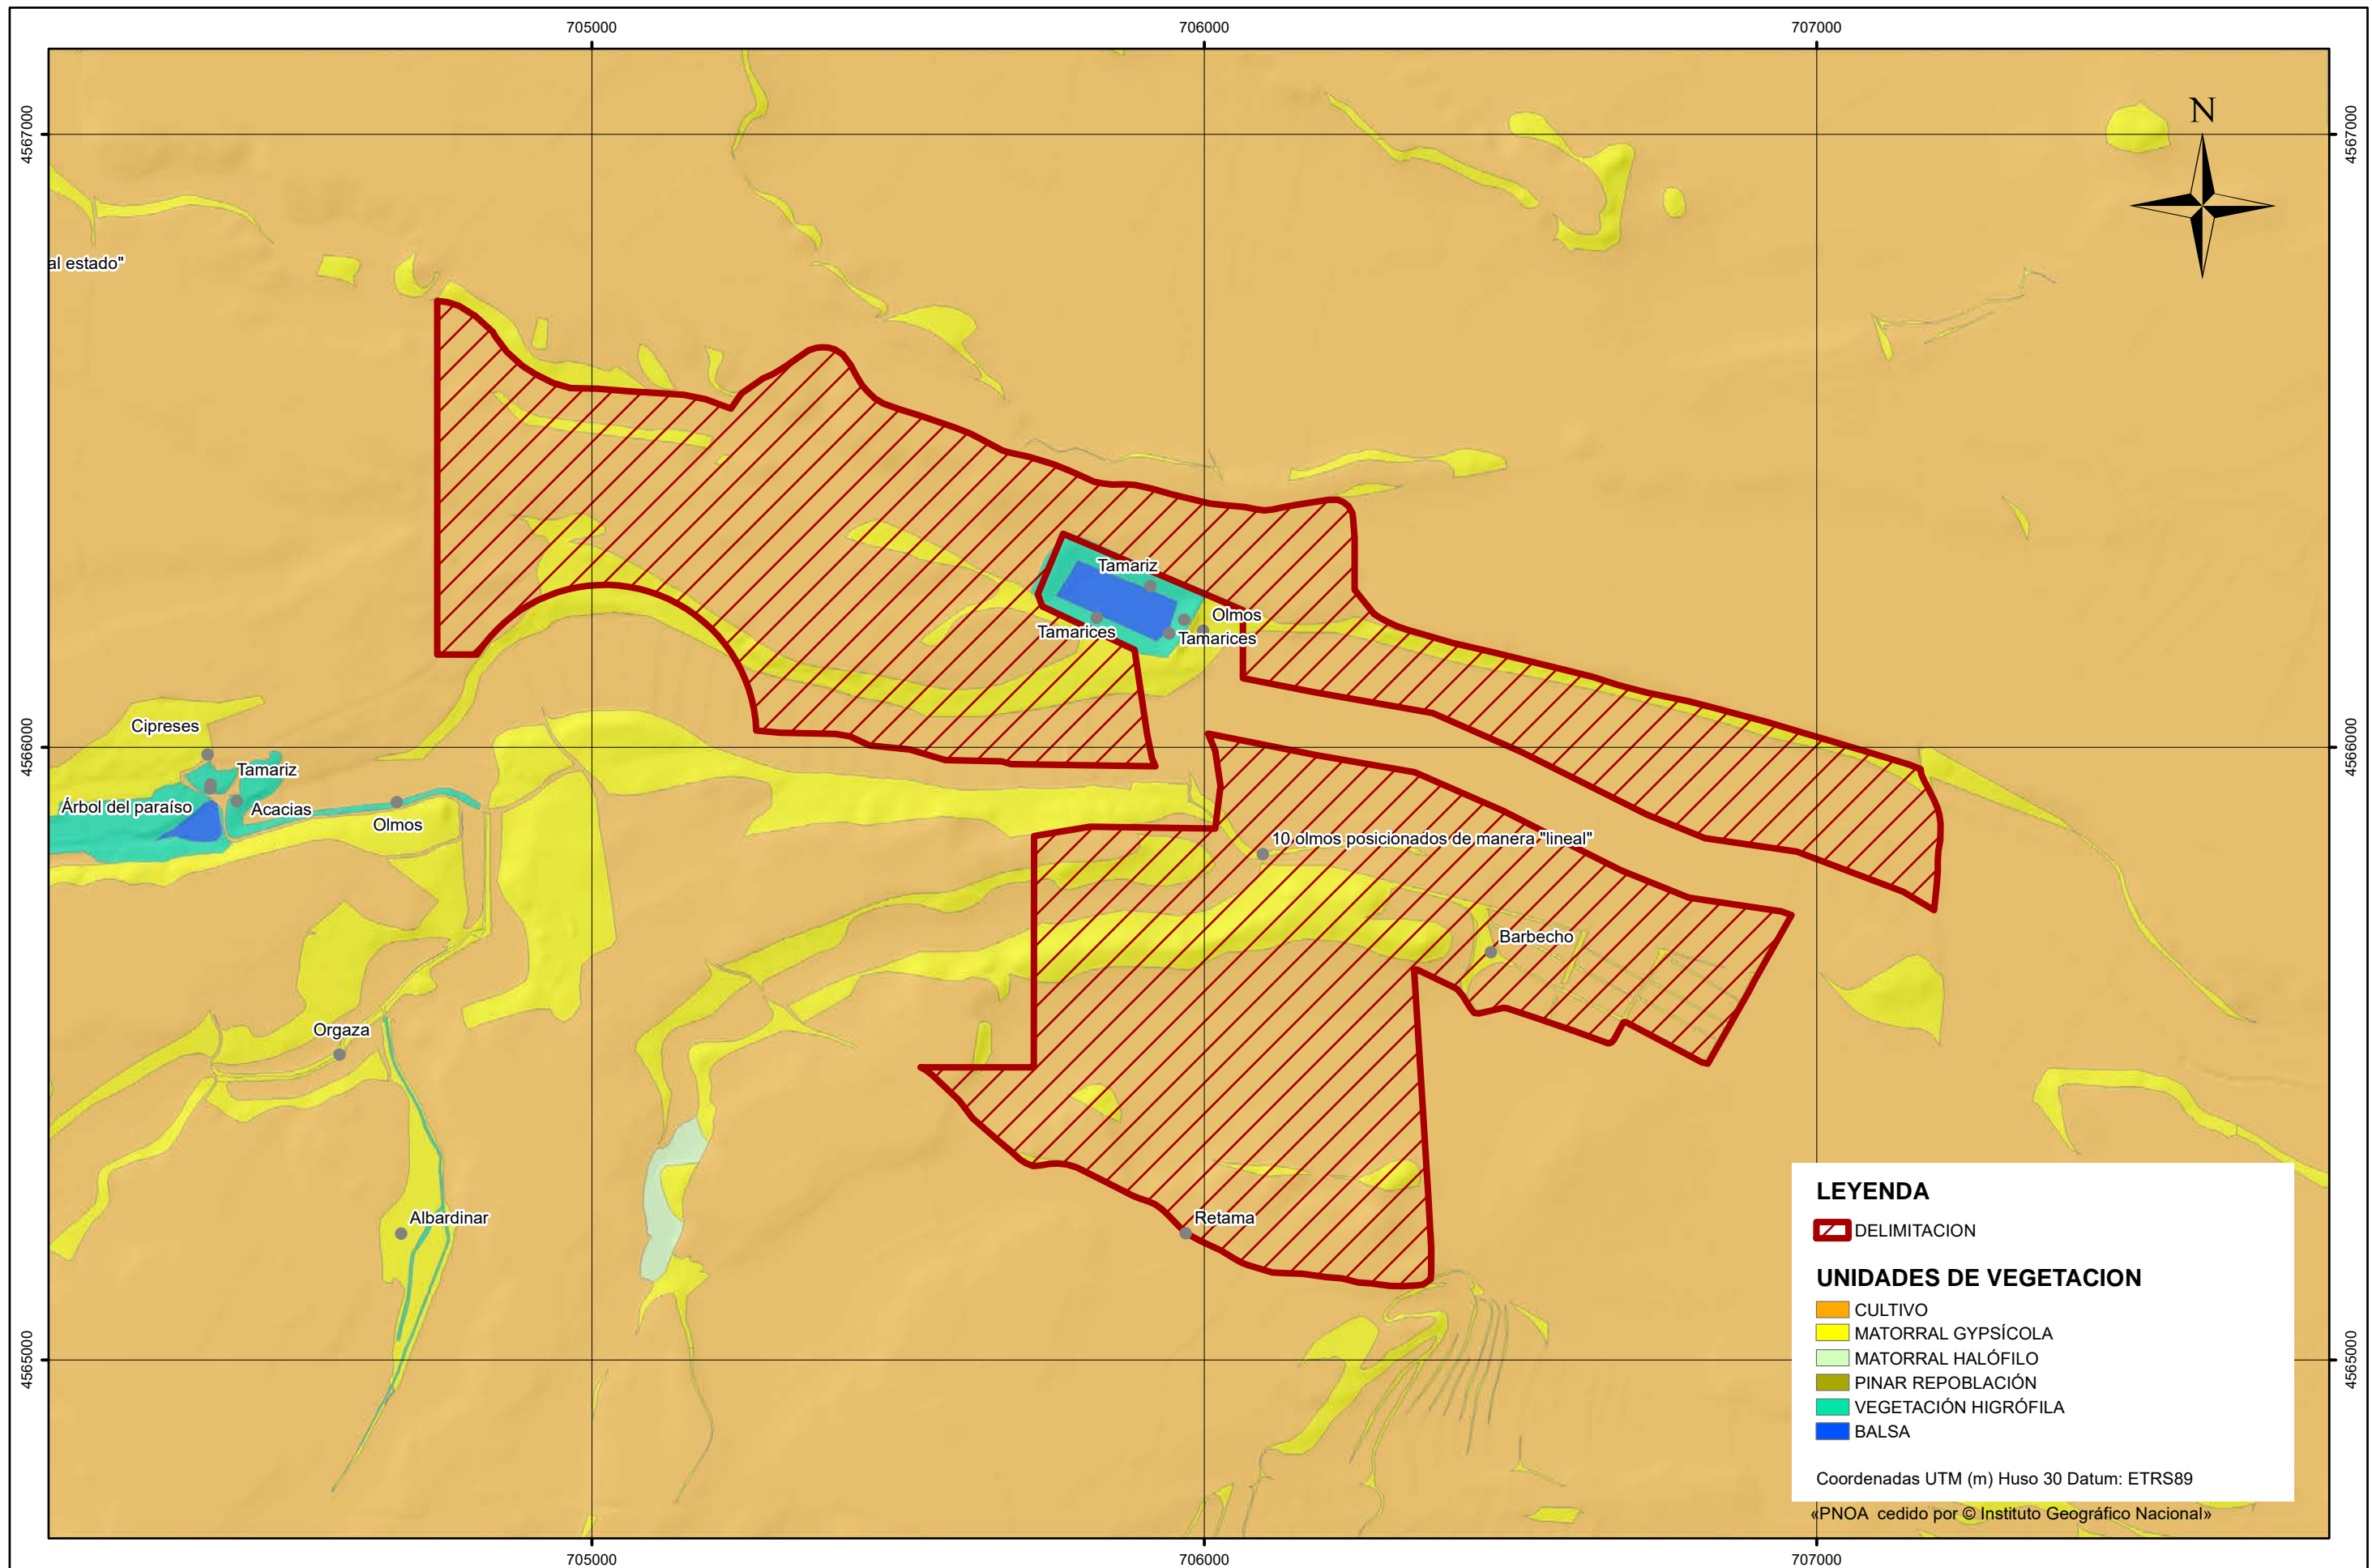 705000
706000
707000
4567000
4567000
N
al estado"
Tamariz
Olmos
Tamarices
Tamarices
Cipreses
4566000
4566000
Tamariz
Árbol del paraíso
Acacias
Olmos
10 olmos posicionados de manera "lineal"
Barbecho
Orgaza
Albardinar
Retama
LEYENDA
DELIMITACION
UNIDADES DE VEGETACION
CULTIVO
MATORRAL GYPSÍCOLA
MATORRAL HALÓFILO
PINAR REPOBLACIÓN
VEGETACIÓN HIGRÓFILA
BALSA
4565000
4565000
Coordenadas UTM (m) Huso 30 Datum: ETRS89
«PNOA cedido por © Instituto Geográfico Nacional»
705000
706000
707000